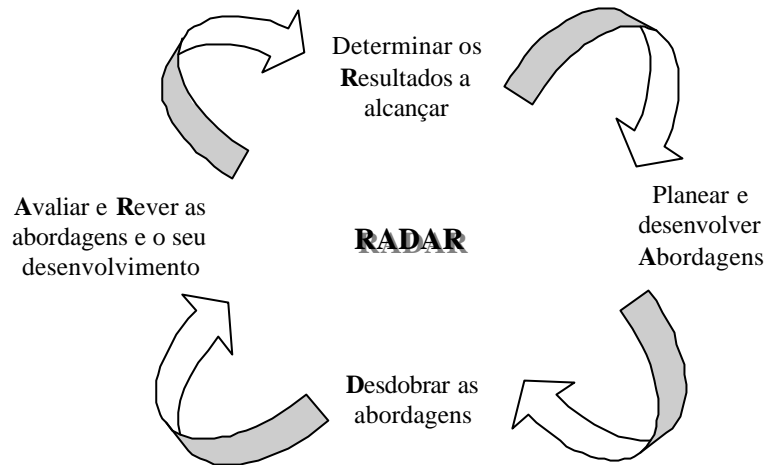 Determinar os
Resultados a
alcançar
Planear e
desenvolver
Abordagens
Avaliar e Rever as
abordagens e o seu
desenvolvimento
RADAR
Desdobrar as
abordagens